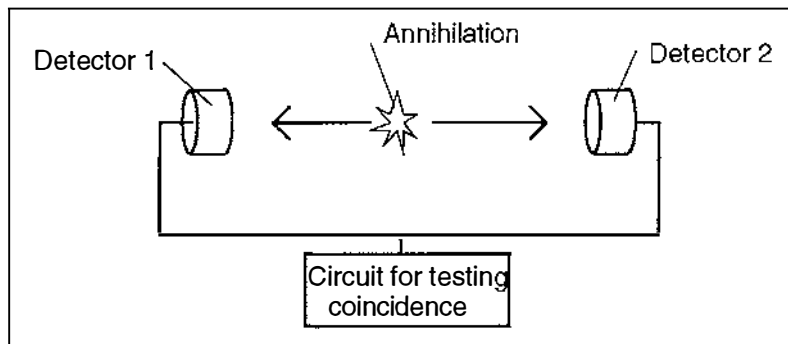 Annihilation
Detector 1
Detector 2
Circuit for testing
coincidence